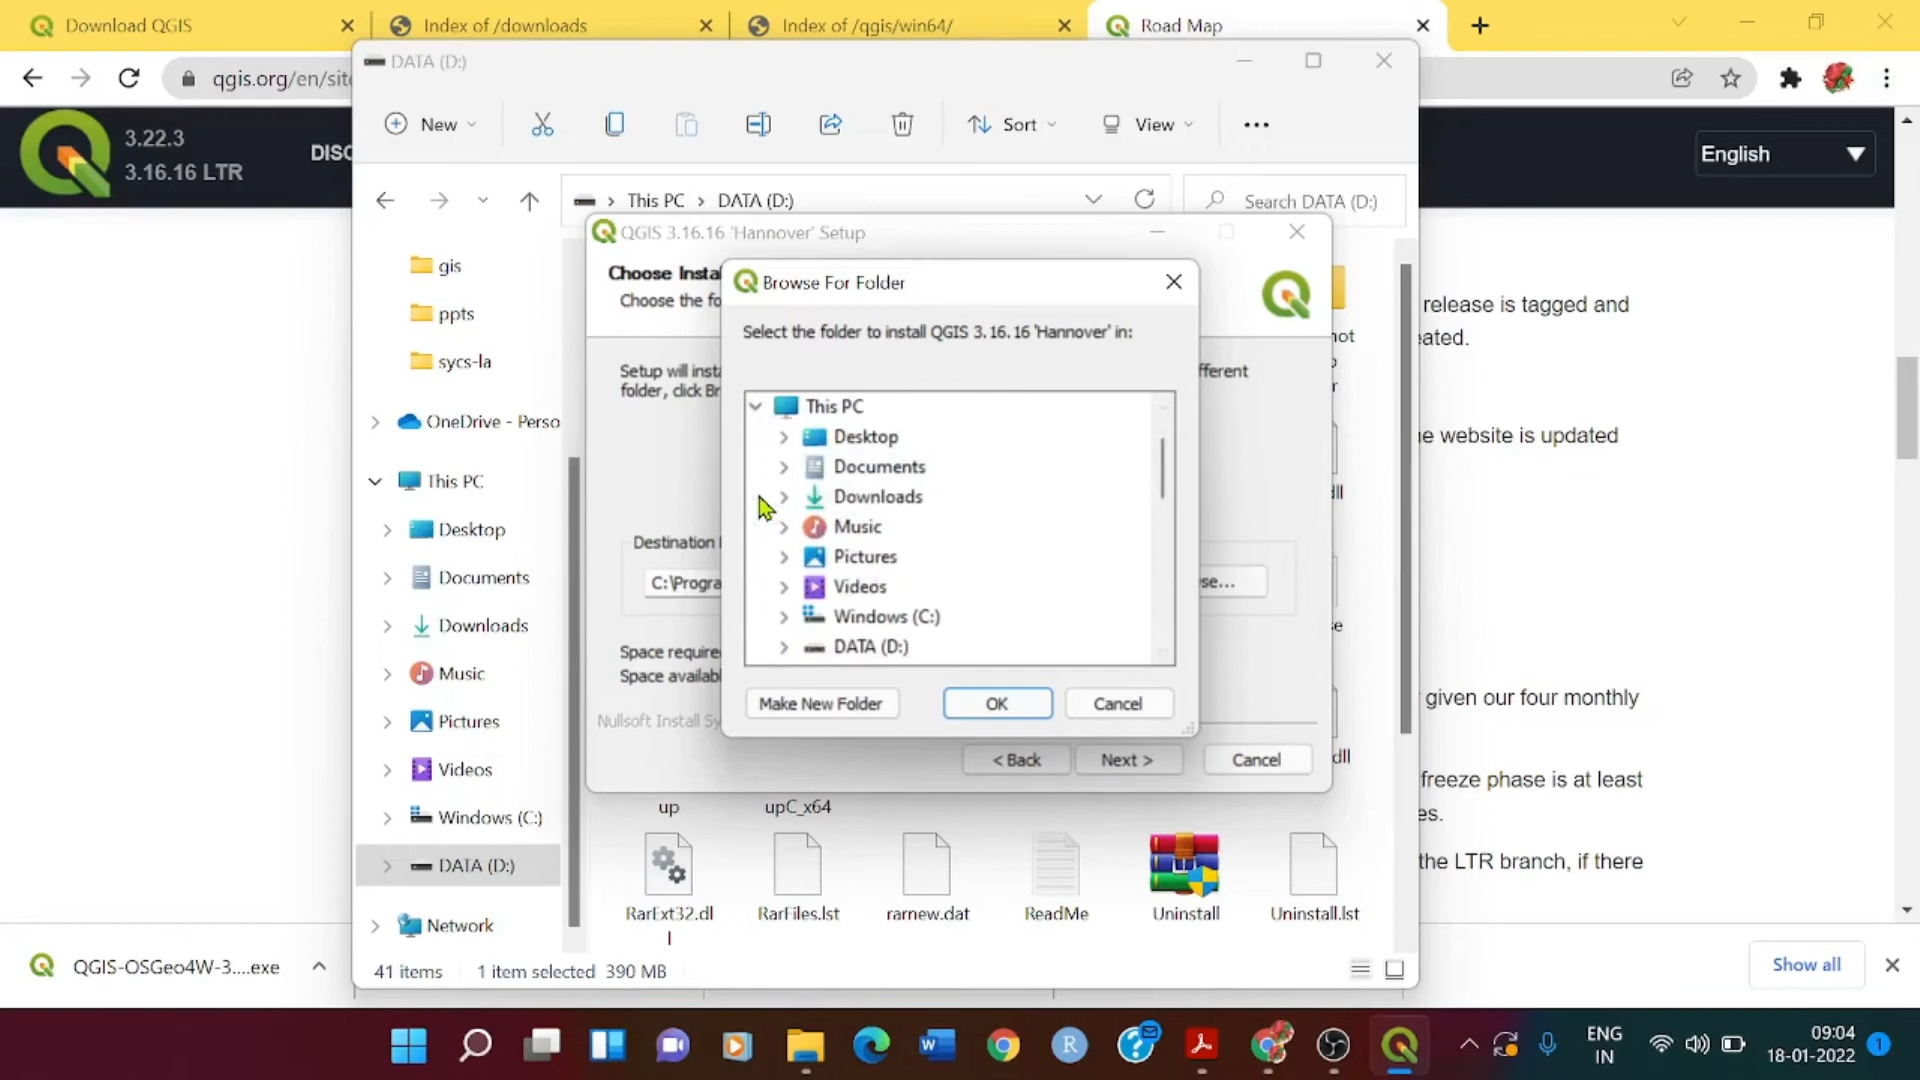 Download QGIS
Index of /downloads
Index of /qgis/win64/
Road Map
DATA (D:)
qgis.org/en/sit
New
Sort
View
3.22.3
3.16.16 LTR
DISC
English
This PC > DATA (D:)
Search DATA (D:)
gis
ppts
sycs-la
OneDrive - Perso
This PC
Desktop
Documents
Downloads
Music
Pictures
Videos
Windows (C:)
DATA (D:)
Network
QGIS 3.16.16 'Hannover' Setup
Choose Insta
Choose the fo
Setup will insta
fferent
folder, click Br
Destination
C:\Progra
se...
Space require
Space availab
Nullsoft Install Sy
< Back
Next >
Cancel
Browse For Folder
Select the folder to install QGIS 3.16.16 'Hannover' in:
This PC
Desktop
Documents
Downloads
Music
Pictures
Videos
Windows (C:)
DATA (D:)
Make New Folder
OK
Cancel
release is tagged and
eated.
e website is updated
given our four monthly
freeze phase is at least
es.
the LTR branch, if there
up
upC_x64
RarExt32.dl
l
RarFiles.lst
rarnew.dat
ReadMe
Uninstall
Uninstall.lst
41 items
1 item selected 390 MB
QGIS-OSGeo4W-3....exe
Show all
ENG
IN
09:04
18-01-2022
1